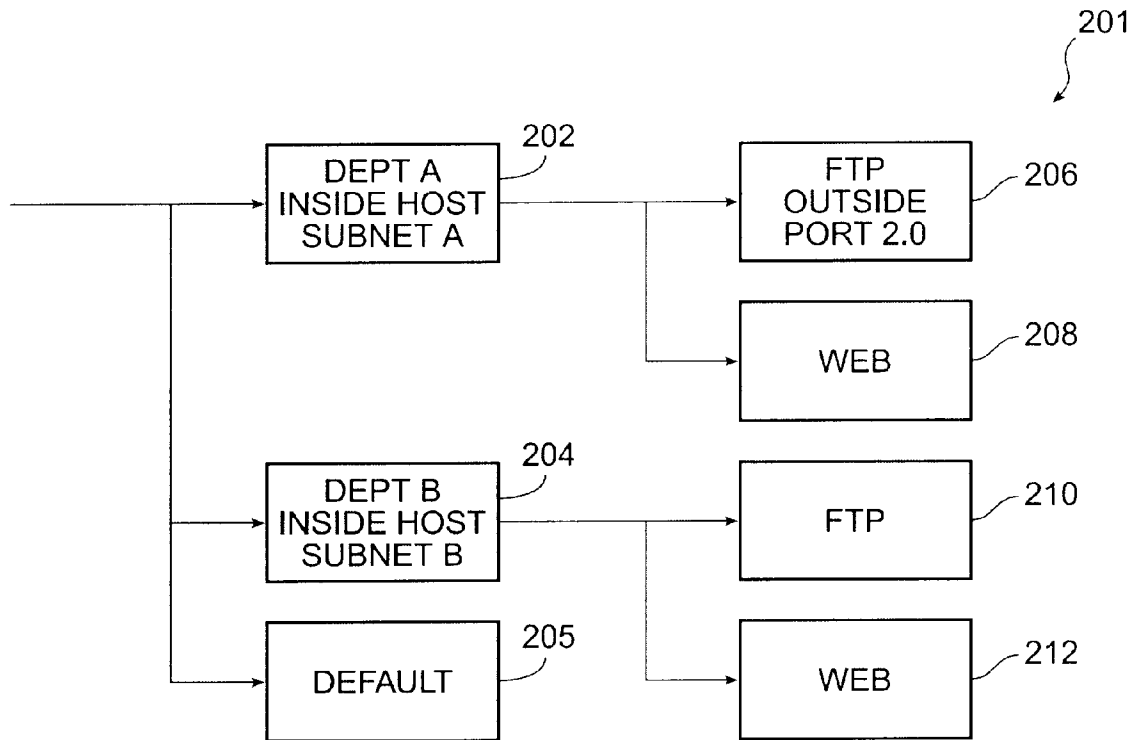 201
202
DEPT A
INSIDE HOST
SUBNET A
FTP
OUTSIDE
PORT 2.0
206
WEB
208
204
DEPT B
INSIDE HOST
SUBNET B
FTP
210
205
DEFAULT
WEB
212